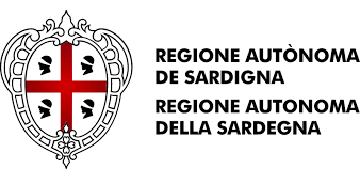 REGIONE AUTÒNOMA
DE SARDIGNA
REGIONE AUTONOMA
DELLA SARDEGNA